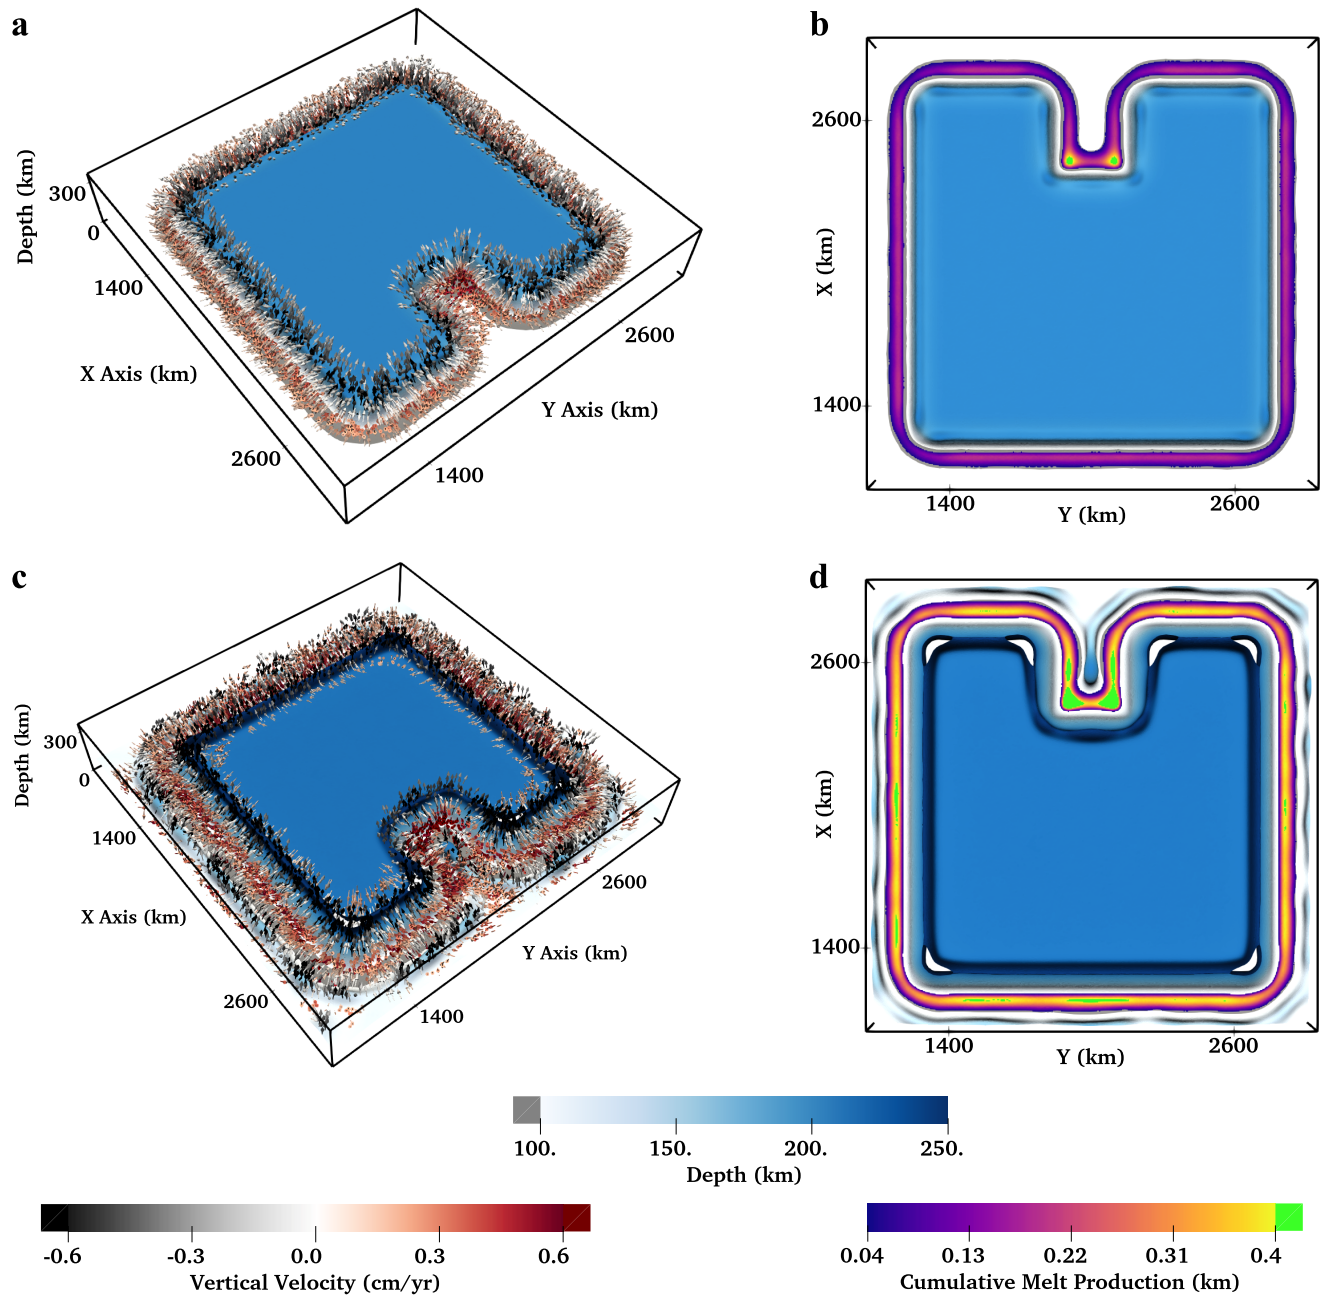 a
300
0
Depth (km)
1400
X Axis (km)
2600
Y Axis (km)
2600
1400
b
2600
X (km)
1400
1400
2600
Y (km)
c
300
0
Depth (km)
1400
X Axis (km)
2600
Y Axis (km)
2600
1400
d
2600
X (km)
1400
1400
2600
Y (km)
100. 150. 200. 250.
Depth (km)
-0.6 -0.3 0.0 0.3 0.6
Vertical Velocity (cm/yr)
0.04 0.13 0.22 0.31 0.4
Cumulative Melt Production (km)